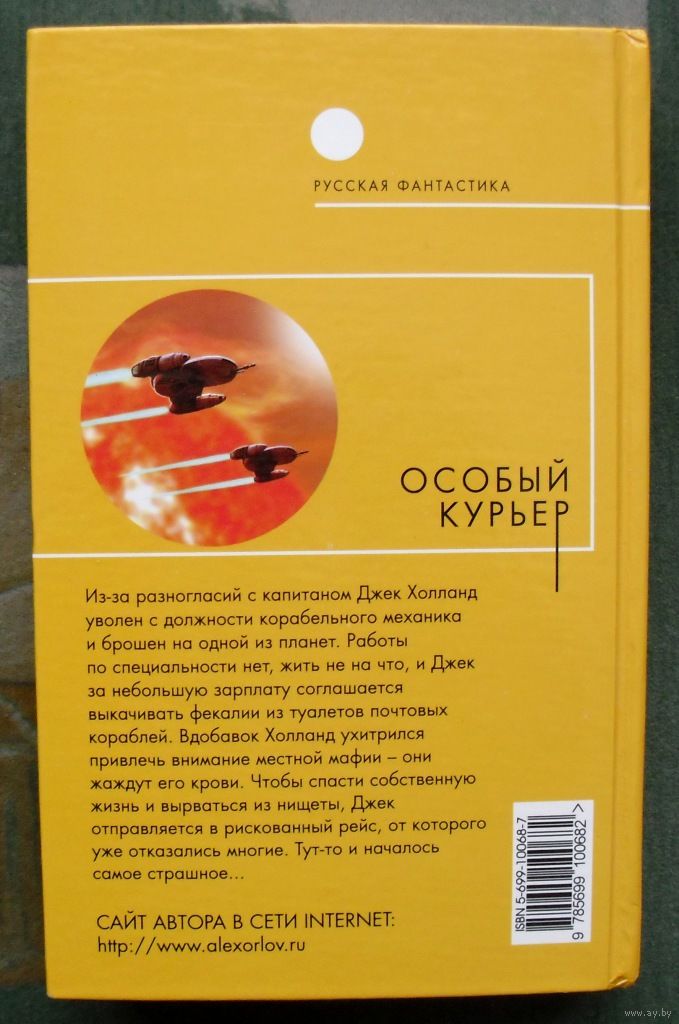 РУССКАЯ ФАНТАСТИКА
ОСОБЫЙ
КУРЬЕР
Из-за разногласий с капитаном Джек Холланд
уволен с должности корабельного механика
и брошен на одной из планет. Работы
по специальности нет, жить не на что, и Джек
за небольшую зарплату соглашается
выкачивать фекалии из туалетов почтовых
кораблей. Вдобавок Холланд ухитрился
привлечь внимание местной мафии – они
жаждут его крови. Чтобы спасти собственную
жизнь и вырваться из нищеты, Джек
отправляется в рискованный рейс, от которого
уже отказались многие. Тут-то и началось
самое страшное...
САЙТ АВТОРА В СЕТИ INTERNET:
http://www.alexorlov.ru
ISBN 5-699-10068-7
9 785699 100682 >
www.ay.by